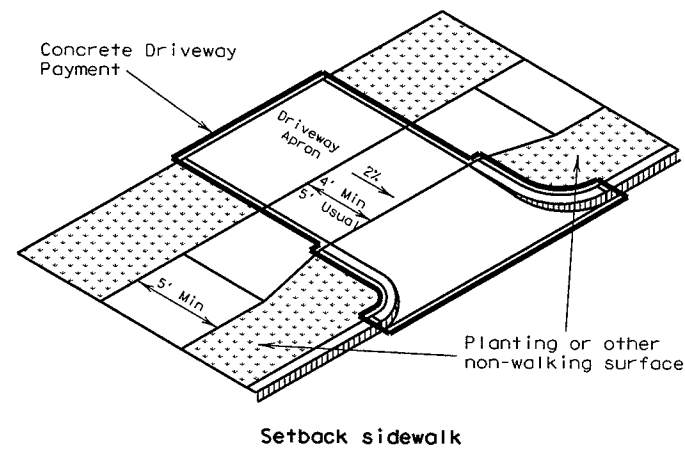 Concrete Driveway
Payment
Driveway
Apron
2%
4' Min
5' Usual
5' Min
Planting or other
non-walking surface
Setback sidewalk